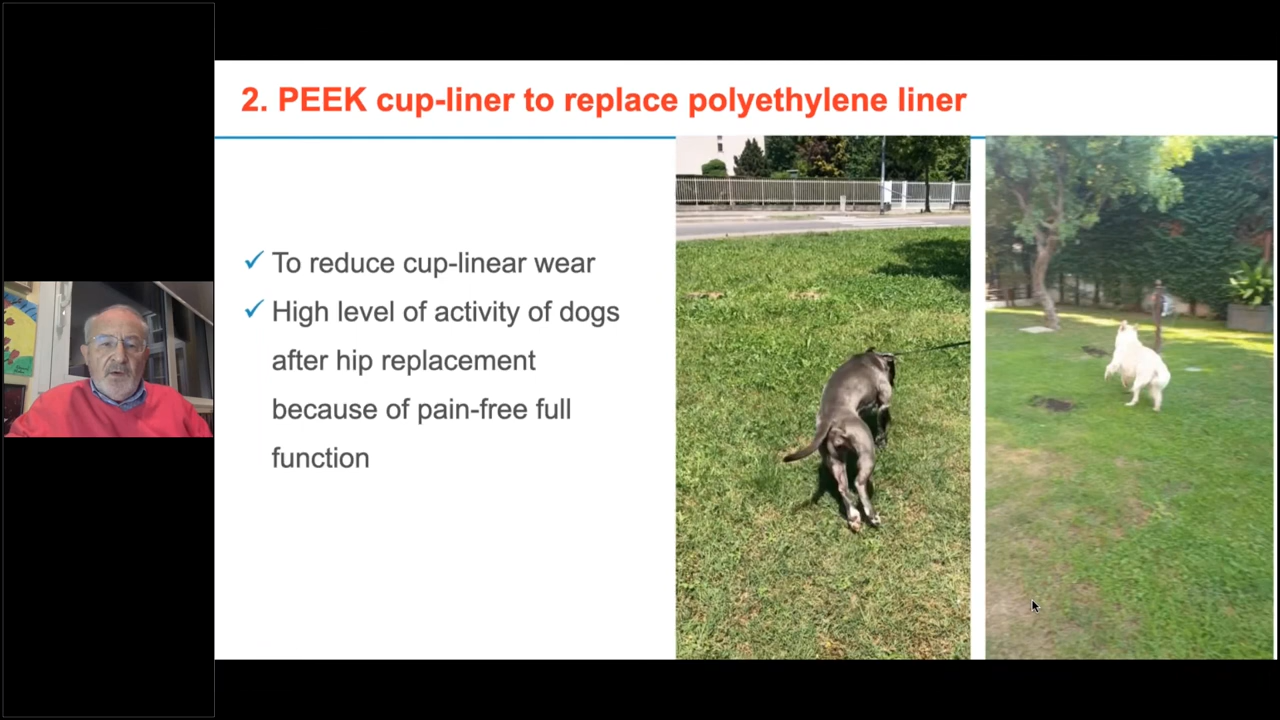 2. PEEK cup-liner to replace polyethylene liner
✓ To reduce cup-linear wear
✓ High level of activity of dogs
after hip replacement
because of pain-free full
function